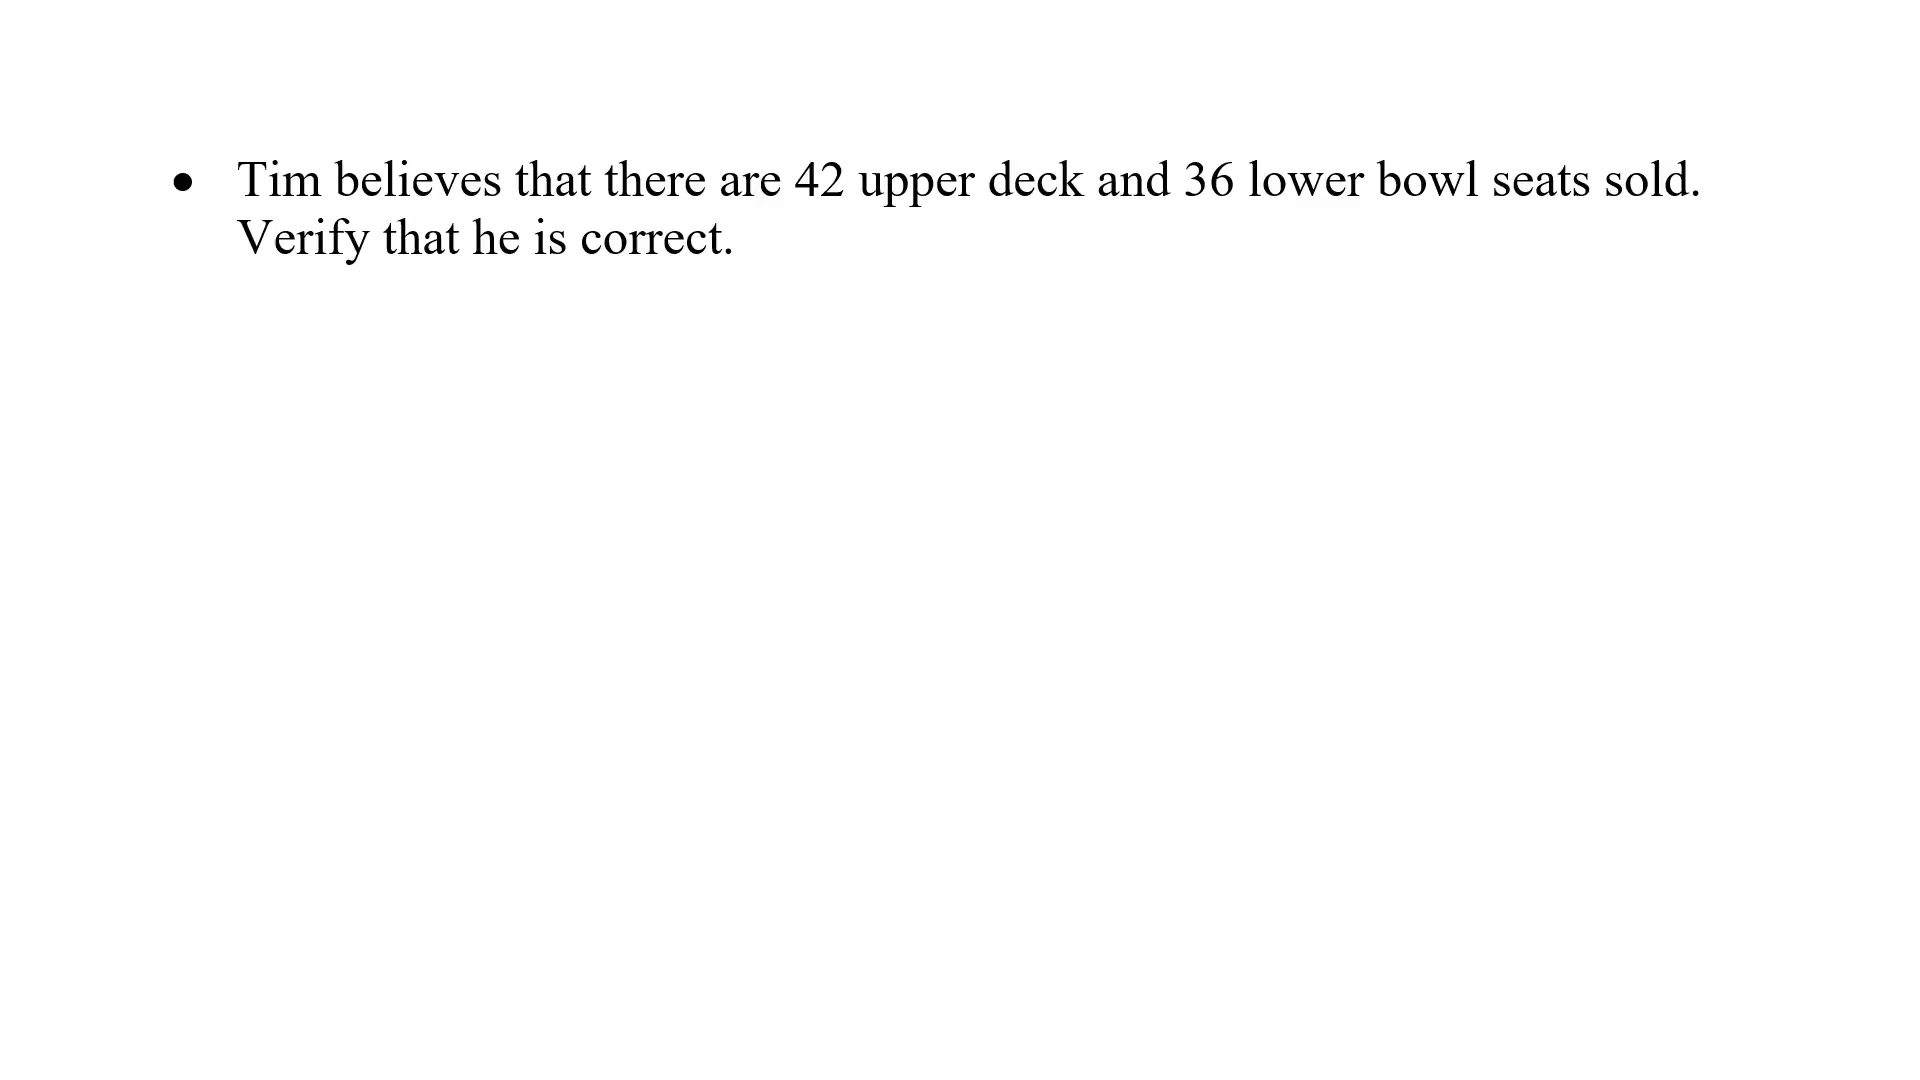 • Tim believes that there are 42 upper deck and 36 lower bowl seats sold.
Verify that he is correct.